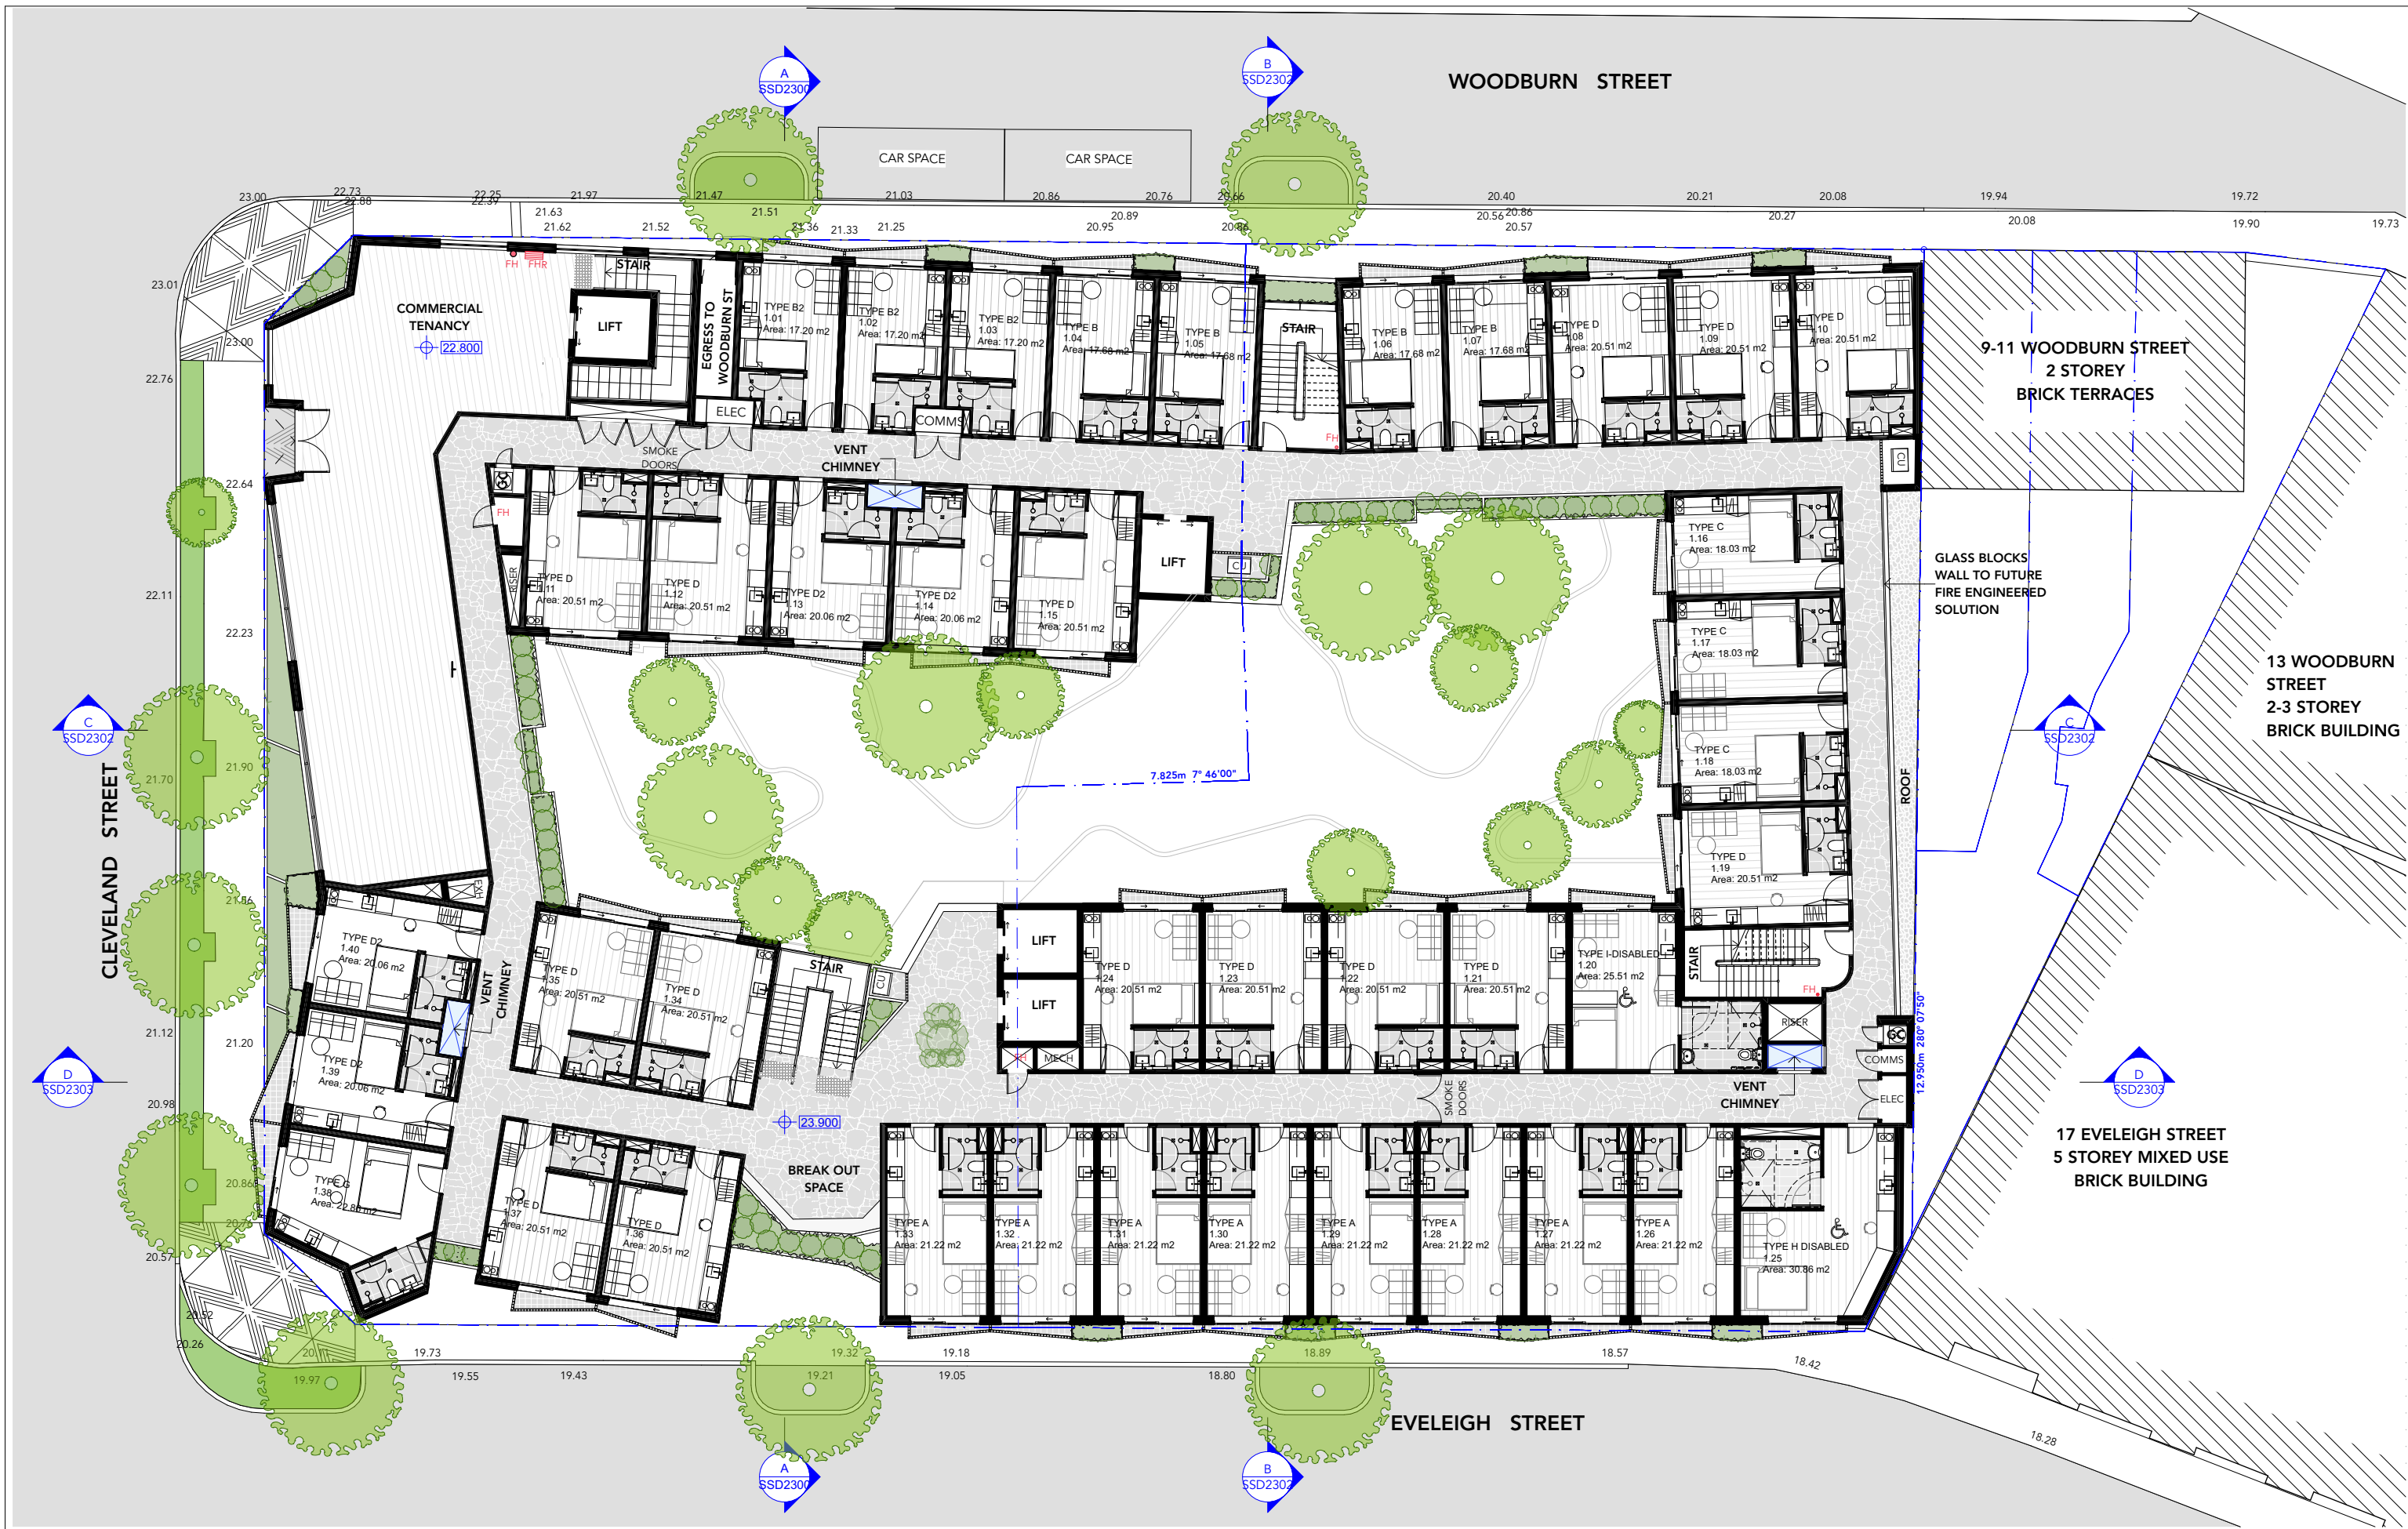 A
SSD2300
B
SSD2302
WOODBURN STREET
CAR SPACE
CAR SPACE
23.00
22.73
22.88
22.25
22.39
21.97
21.47
21.03
20.86
20.76
20.66
20.40
20.21
20.08
19.94
19.72
21.63
21.51
20.89
20.56
20.86
20.27
20.08
19.90
19.73
21.62
21.52
21.36
21.33
21.25
20.95
20.86
20.57
23.01
23.00
22.76
22.64
22.11
22.23
21.70
21.90
21.56
21.12
21.20
20.98
20.86
20.76
20.57
20.52
20.26
FH
FHR
STAIR
COMMERCIAL
TENANCY
22.800
LIFT
EGRESS TO
WOODBURN ST
ELEC
TYPE B2
1.01
Area: 17.20 m2
TYPE B2
1.02
Area: 17.20 m2
TYPE B2
1.03
Area: 17.20 m2
TYPE B
1.04
Area: 17.68 m2
TYPE B
1.05
Area: 17.68 m2
STAIR
FH
TYPE B
1.06
Area: 17.68 m2
TYPE B
1.07
Area: 17.68 m2
TYPE D
1.08
Area: 20.51 m2
TYPE D
1.09
Area: 20.51 m2
TYPE D
1.10
Area: 20.51 m2
9-11 WOODBURN STREET
2 STOREY
BRICK TERRACES
COMMS
SMOKE
DOORS
VENT
CHIMNEY
CU
GC
FH
RISER
TYPE D
1.11
Area: 20.51 m2
TYPE D
1.12
Area: 20.51 m2
TYPE D2
1.13
Area: 20.06 m2
TYPE D2
1.14
Area: 20.06 m2
TYPE D
1.15
Area: 20.51 m2
LIFT
CU
TYPE C
1.16
Area: 18.03 m2
TYPE C
1.17
Area: 18.03 m2
TYPE C
1.18
Area: 18.03 m2
TYPE D
1.19
Area: 20.51 m2
GLASS BLOCKS
WALL TO FUTURE
FIRE ENGINEERED
SOLUTION
13 WOODBURN
STREET
2-3 STOREY
BRICK BUILDING
C
SSD2302
C
SSD2302
CLEVELAND STREET
7.825m 7° 46'00"
ROOF
EXH
TYPE D2
1.40
Area: 20.06 m2
VENT
CHIMNEY
TYPE D2
1.39
Area: 20.06 m2
TYPE G
1.38
TYPE D
1.35
Area: 20.51 m2
TYPE D
1.34
Area: 20.51 m2
STAIR
CU
LIFT
LIFT
FH
MECH
TYPE D
1.24
Area: 20.51 m2
TYPE D
1.23
Area: 20.51 m2
TYPE D
1.22
Area: 20.51 m2
TYPE D
1.21
Area: 20.51 m2
TYPE I-DISABLED
1.20
Area: 25.51 m2
STAIR
FH
RISER
GC
COMMS
ELEC
VENT
CHIMNEY
SMOKE
DOORS
12.950m 280° 07'50"
D
SSD2303
D
SSD2303
23.900
BREAK OUT
SPACE
TYPE D
1.37
Area: 20.51 m2
TYPE D
1.36
Area: 20.51 m2
TYPE A
1.33
Area: 21.22 m2
TYPE A
1.32
Area: 21.22 m2
TYPE A
1.31
Area: 21.22 m2
TYPE A
1.30
Area: 21.22 m2
TYPE A
1.29
Area: 21.22 m2
TYPE A
1.28
Area: 21.22 m2
TYPE A
1.27
Area: 21.22 m2
TYPE A
1.26
Area: 21.22 m2
TYPE H DISABLED
1.25
Area: 30.86 m2
17 EVELEIGH STREET
5 STOREY MIXED USE
BRICK BUILDING
19.73
19.32
19.18
18.89
18.57
18.42
19.97
19.55
19.43
19.21
19.05
18.80
18.28
EVELEIGH STREET
A
SSD2300
B
SSD2302